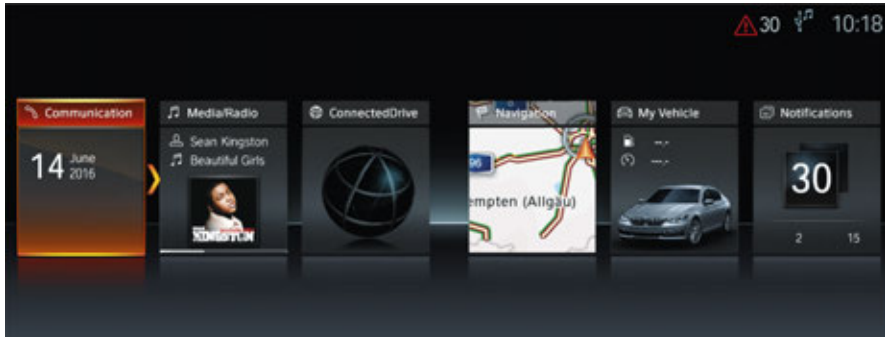 30 10:18
Communication
14 June
2016
Media/Radio
Sean Kingston
Beautiful Girls
KINGSTON
ConnectedDrive
Navigation
96
empten (Allgäu)
My Vehicle
--,-
---,-
Notifications
30
2 15